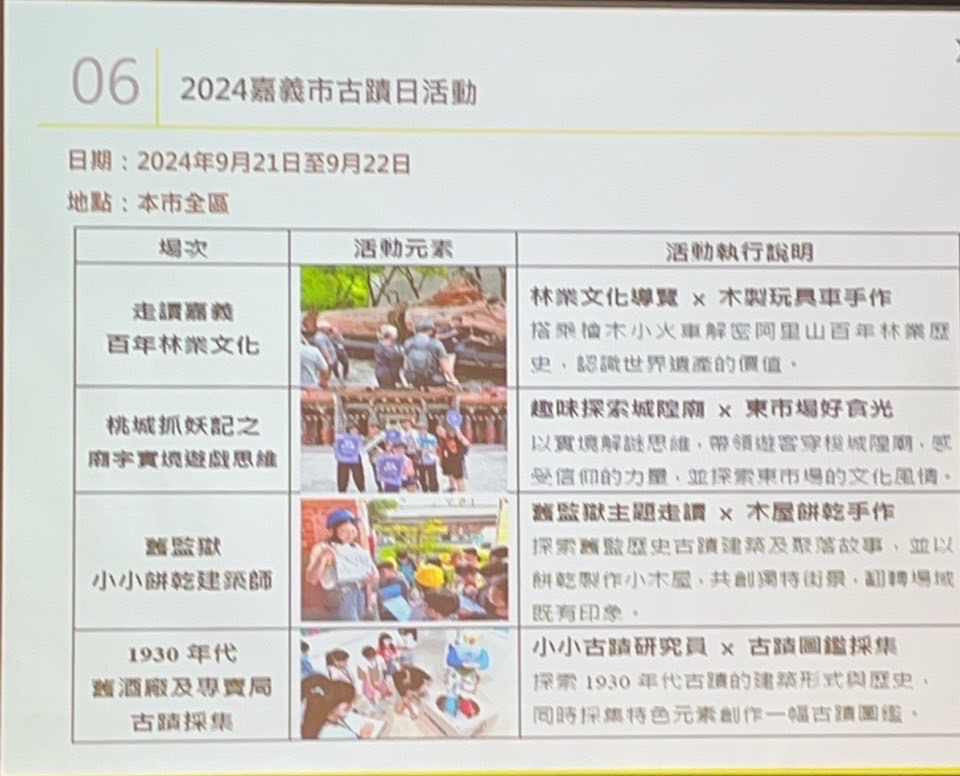 06
2024嘉義市古蹟日活動
日期：2024年9月21日至9月22日
地點：本市全區
場次
活動元素
活動執行說明
走讀嘉義
百年林業文化
林業文化導覽 x 木製玩具車手作
搭乘檜木小火車解密阿里山百年林業歷
史，認識世界遺產的價值。
桃城抓妖記之
廟宇實境遊戲思維
趣味探索城隍廟 x 東市場好食光
以實境解謎思維，帶領遊客穿梭城隍廟，感
受信仰的力量，並探索東市場的文化風情。
舊監獄
小小餅乾建築師
舊監獄主題走讀 x 木屋餅乾手作
探索舊監歷史古蹟建築及聚落故事，並以
餅乾製作小木屋，共創獨特街景，翻轉場域
既有印象。
1930 年代
舊酒廠及專賣局
古蹟採集
小小古蹟研究員 x 古蹟圖鑑採集
探索 1930 年代古蹟的建築形式與歷史，
同時採集特色元素創作一幅古蹟圖鑑。